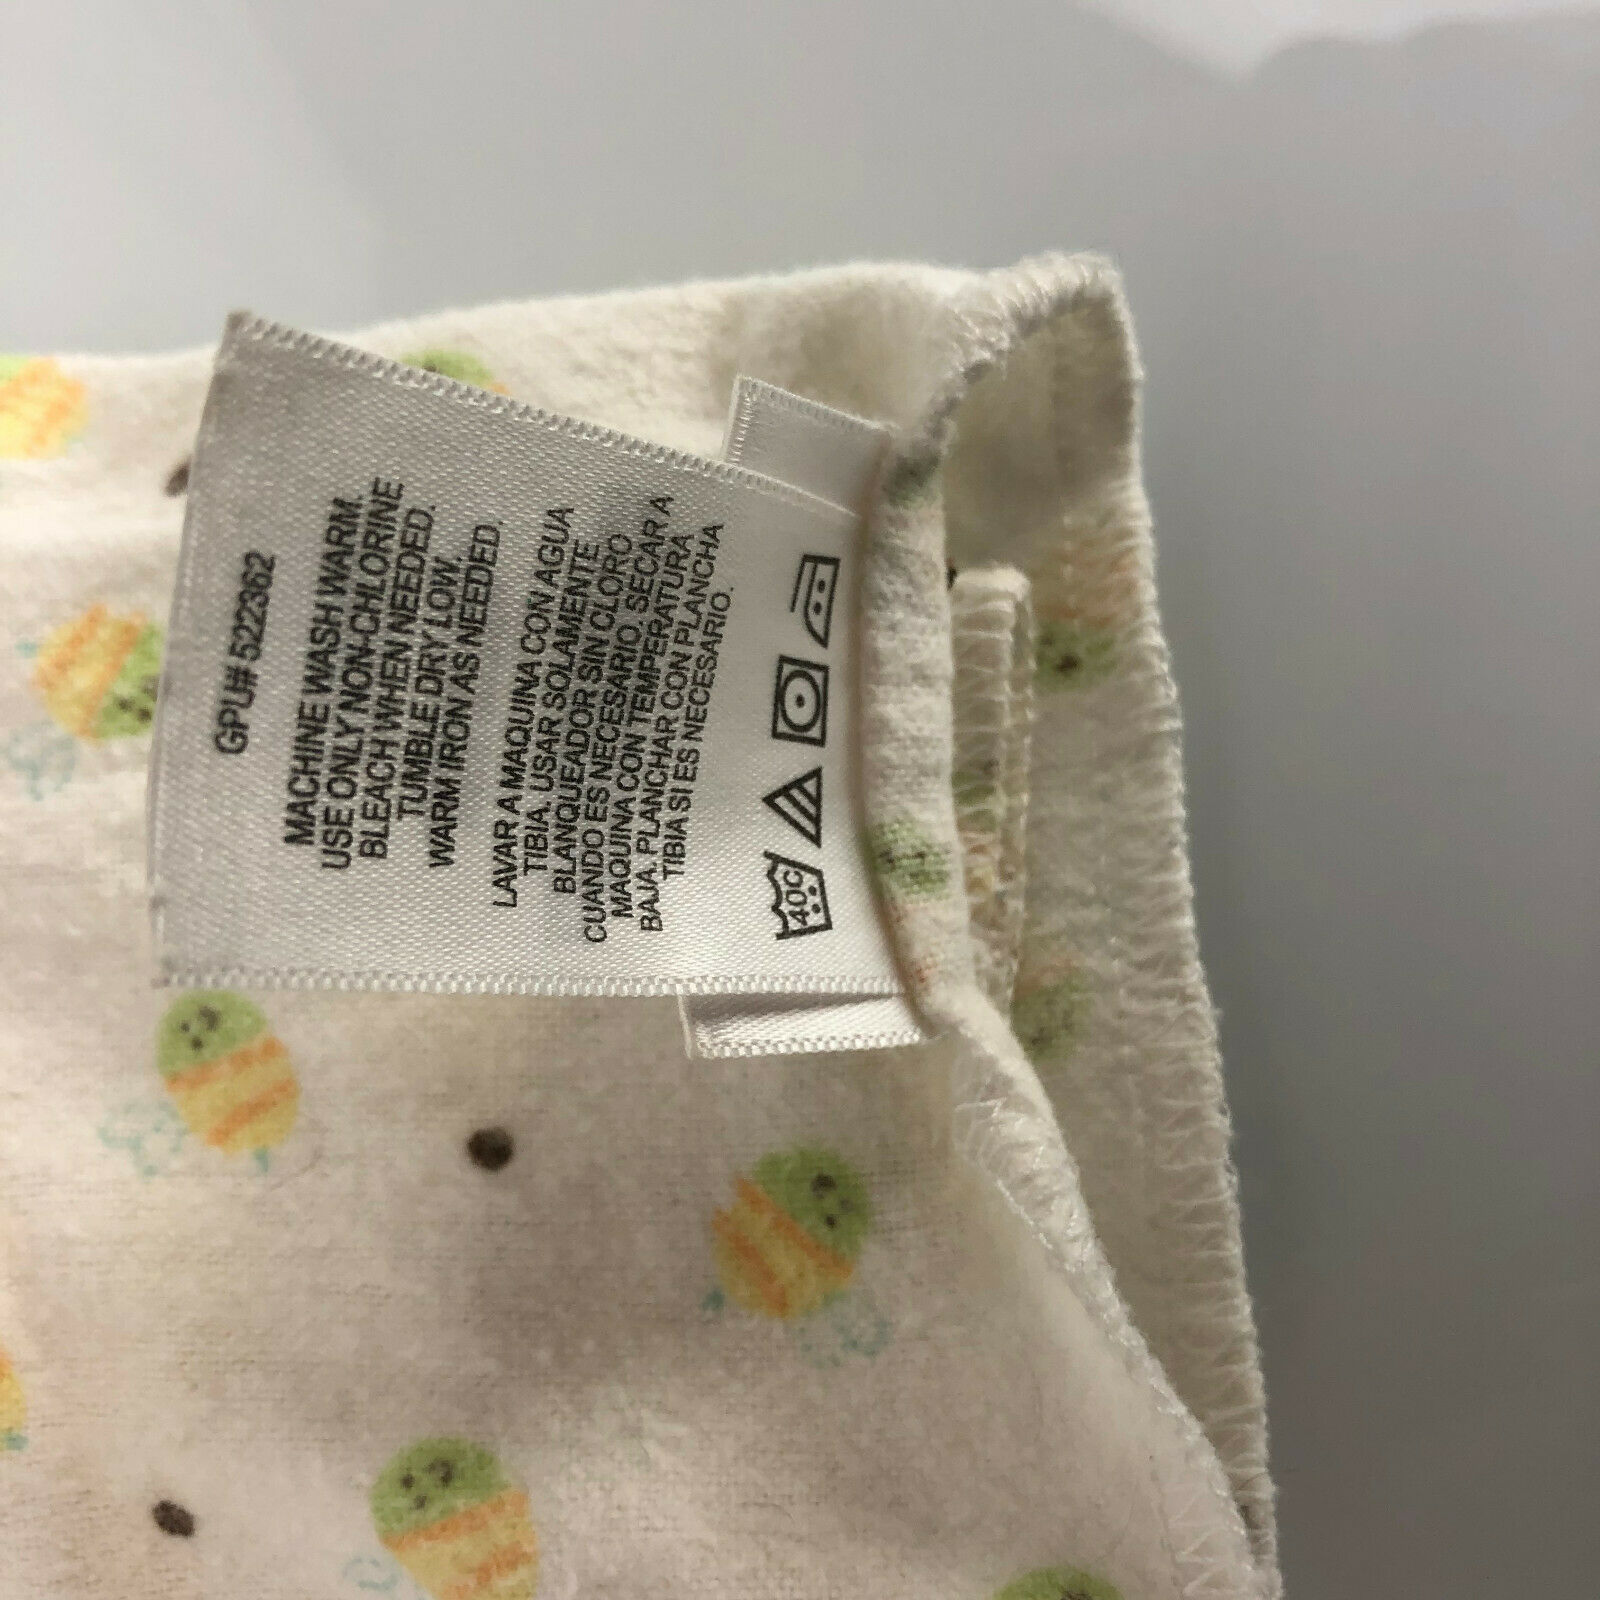 GPU# 5222362
MACHINE WASH WARM.
USE ONLY NON-CHLORINE
BLEACH WHEN NEEDED.
TUMBLE DRY LOW.
WARM IRON AS NEEDED.
LAVAR A MAQUINA CON AGUA
TIBIA. USAR SOLAMENTE
BLANQUEADOR SIN CLORO
CUANDO ES NECESARIO. SECAR A
MAQUINA CON TEMPERATURA
BAJA. PLANCHAR CON PLANCHA
TIBIA SI ES NECESARIO.
40C